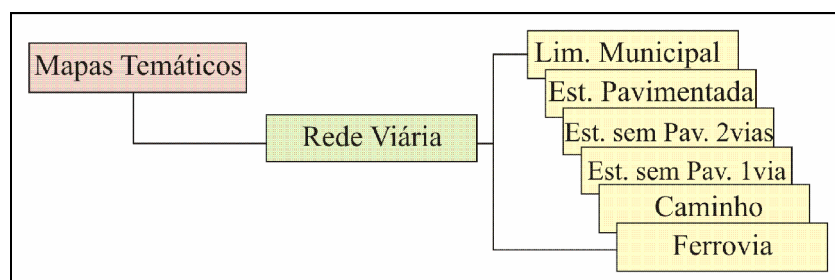 Mapas Temáticos
Rede Viária
Lim. Municipal
Est. Pavimentada
Est. sem Pav. 2vias
Est. sem Pav. 1via
Caminho
Ferrovia